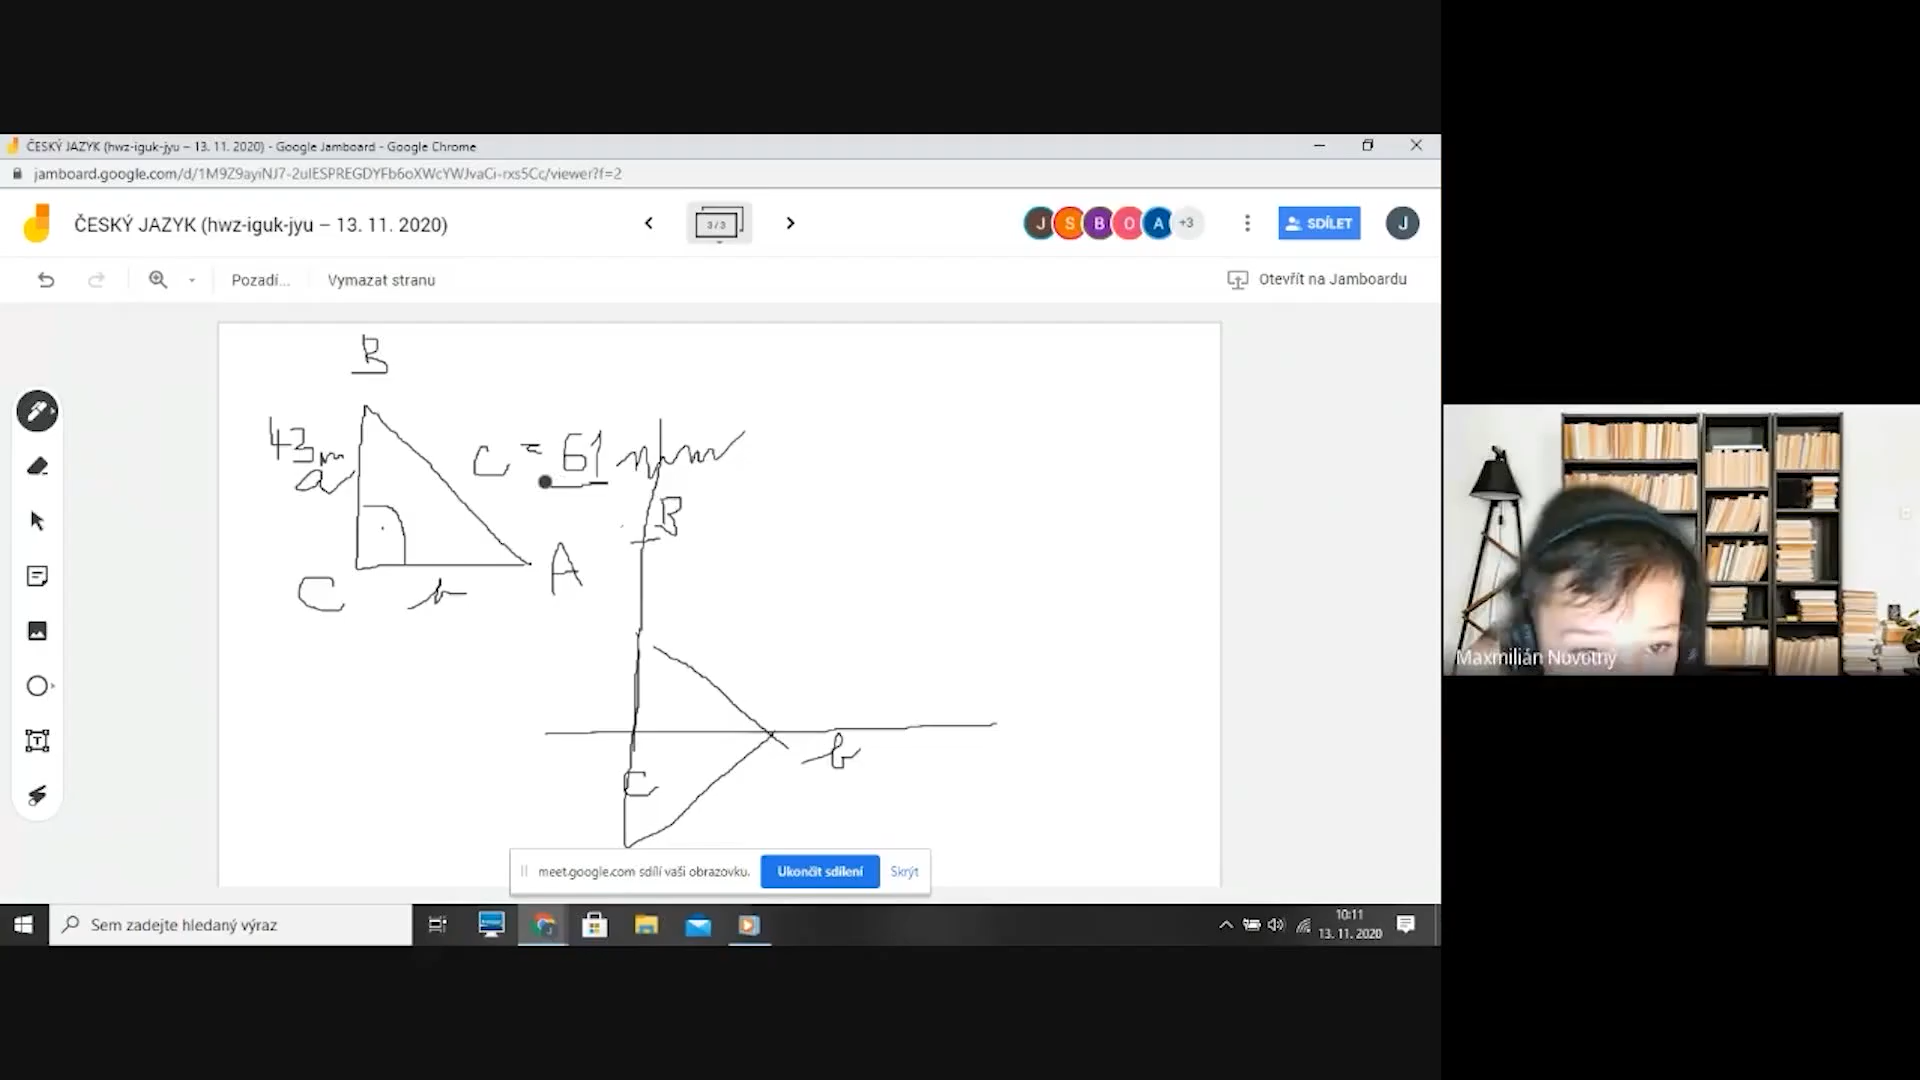 ČESKÝ JAZYK (hwz-iguk-jyu – 13. 11. 2020) - Google Jamboard - Google Chrome
jamboard.google.com/d/1M9Z9ayiNJ7-2uIESPREGDYFb6oXWcYWJvaCi-rxs5Cc/viewer?f=2
ČESKÝ JAZYK (hwz-iguk-jyu – 13. 11. 2020)
3/3
J S B O A +3
SDÍLET
J
Pozadí...
Vymazat stranu
Otevřít na Jamboardu
B
43m
a
c = 61
B
C
b
A
b
C
meet.google.com sdílí vaši obrazovku.
Ukončit sdílení
Skrýt
Maxmilián Novotný
Sem zadejte hledaný výraz
10:11
13. 11. 2020